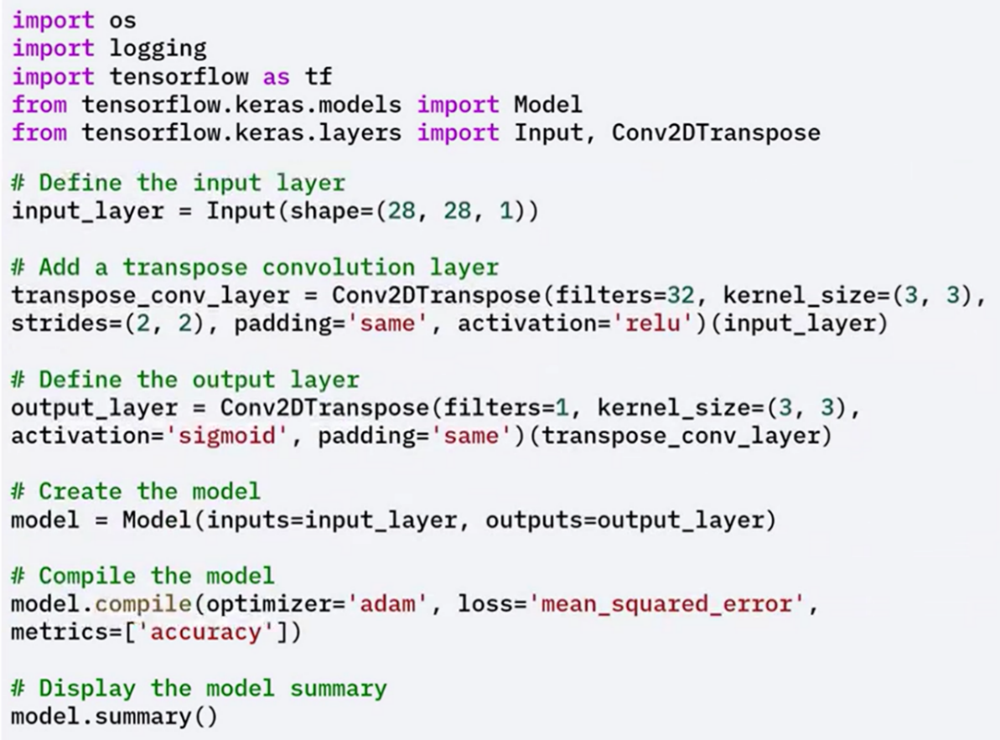 import os
import logging
import tensorflow as tf
from tensorflow.keras.models import Model
from tensorflow.keras.layers import Input, Conv2DTranspose
# Define the input layer
input_layer = Input(shape=(28, 28, 1))
# Add a transpose convolution layer
transpose_conv_layer = Conv2DTranspose(filters=32, kernel_size=(3, 3),
strides=(2, 2), padding='same', activation='relu')(input_layer)
# Define the output layer
output_layer = Conv2DTranspose(filters=1, kernel_size=(3, 3),
activation='sigmoid', padding='same')(transpose_conv_layer)
# Create the model
model = Model(inputs=input_layer, outputs=output_layer)
# Compile the model
model.compile(optimizer='adam', loss='mean_squared_error',
metrics=['accuracy'])
# Display the model summary
model.summary()